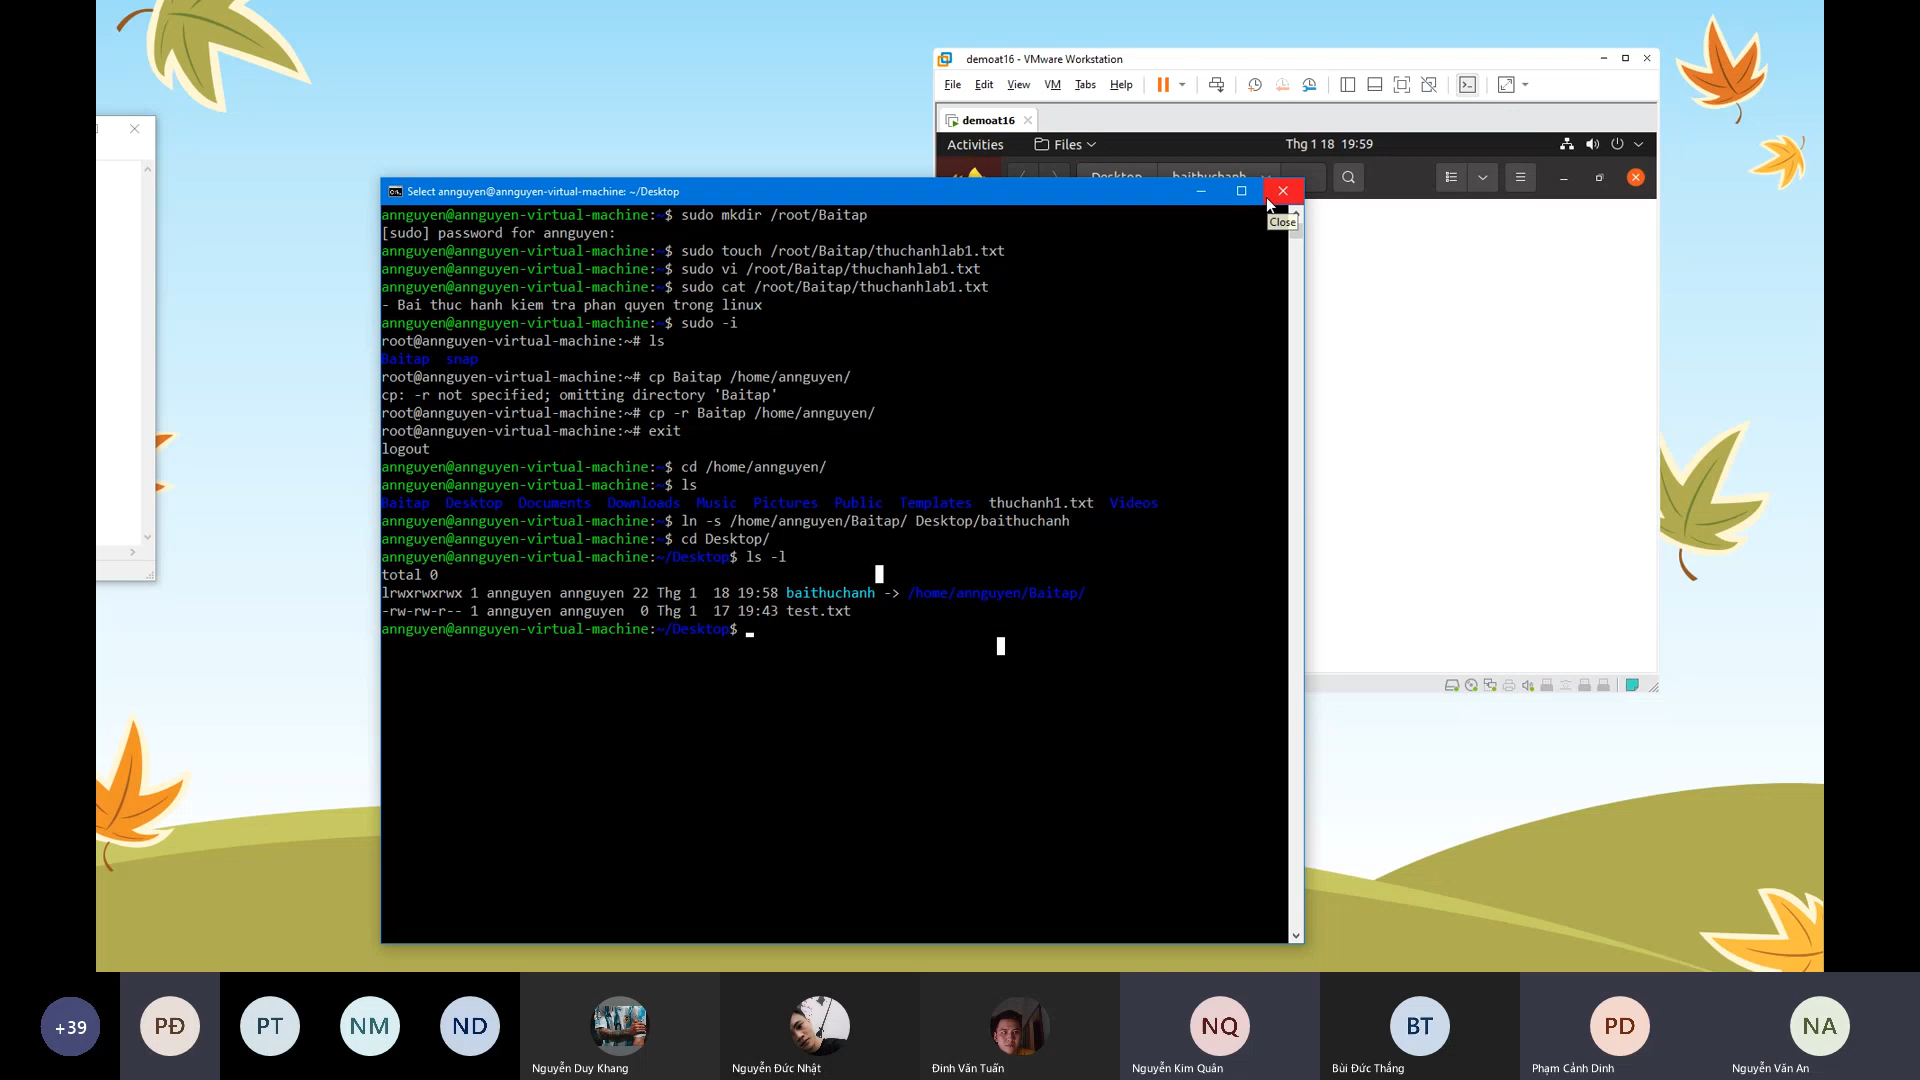 demoat16 - VMware Workstation
File Edit View VM Tabs Help
demoat16
Activities Files Thg 1 18 19:59
Desktop baithuchanh
Select annguyen@annguyen-virtual-machine: ~/Desktop
Close
annguyen@annguyen-virtual-machine:~$ sudo mkdir /root/Baitap
[sudo] password for annguyen:
annguyen@annguyen-virtual-machine:~$ sudo touch /root/Baitap/thuchanhlab1.txt
annguyen@annguyen-virtual-machine:~$ sudo vi /root/Baitap/thuchanhlab1.txt
annguyen@annguyen-virtual-machine:~$ sudo cat /root/Baitap/thuchanhlab1.txt
- Bai thuc hanh kiem tra phan quyen trong linux
annguyen@annguyen-virtual-machine:~$ sudo -i
root@annguyen-virtual-machine:~# ls
Baitap snap
root@annguyen-virtual-machine:~# cp Baitap /home/annguyen/
cp: -r not specified; omitting directory 'Baitap'
root@annguyen-virtual-machine:~# cp -r Baitap /home/annguyen/
root@annguyen-virtual-machine:~# exit
logout
annguyen@annguyen-virtual-machine:~$ cd /home/annguyen/
annguyen@annguyen-virtual-machine:~$ ls
Baitap Desktop Documents Downloads Music Pictures Public Templates thuchanh1.txt Videos
annguyen@annguyen-virtual-machine:~$ ln -s /home/annguyen/Baitap/ Desktop/baithuchanh
annguyen@annguyen-virtual-machine:~$ cd Desktop/
annguyen@annguyen-virtual-machine:~/Desktop$ ls -l
total 0
lrwxrwxrwx 1 annguyen annguyen 22 Thg 1 18 19:58 baithuchanh -> /home/annguyen/Baitap/
-rw-rw-r-- 1 annguyen annguyen 0 Thg 1 17 19:43 test.txt
annguyen@annguyen-virtual-machine:~/Desktop$
+39 PĐ PT NM ND NQ BT PD NA
Nguyễn Duy Khang Nguyễn Đức Nhật Đinh Văn Tuấn Nguyễn Kim Quân Bùi Đức Thắng Phạm Cảnh Dinh Nguyễn Văn An